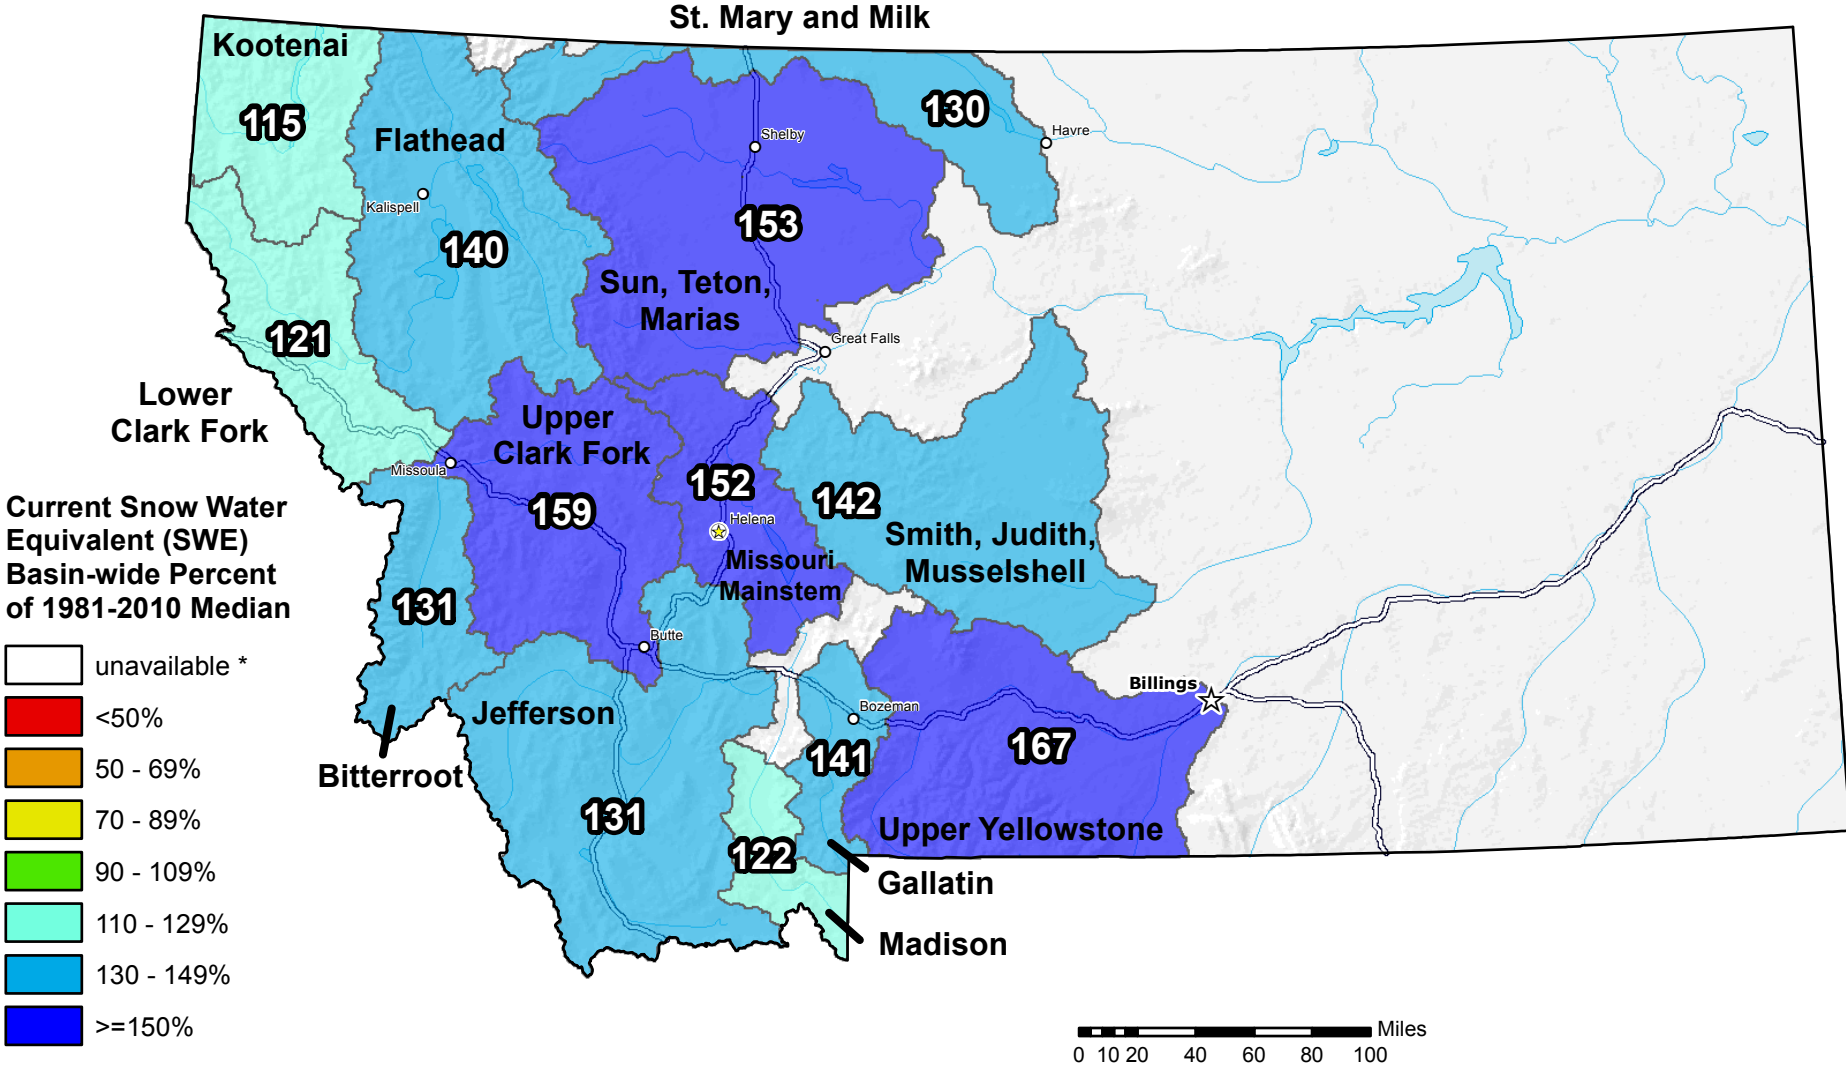 St. Mary and Milk
Kootenai
115
130
Havre
Shelby
Flathead
Kalispell
153
140
Sun, Teton,
Marias
121
Great Falls
Lower
Clark Fork
Upper
Clark Fork
Missoula
152
142
159
Helena
Smith, Judith,
Musselshell
Missouri
Mainstem
131
Butte
Billings
Bozeman
Jefferson
141
167
Bitterroot
131
122
Upper Yellowstone
Gallatin
Madison
Current Snow Water
Equivalent (SWE)
Basin-wide Percent
of 1981-2010 Median
unavailable *
<50%
50 - 69%
70 - 89%
90 - 109%
110 - 129%
130 - 149%
>=150%
Miles
0 10 20 40 60 80 100